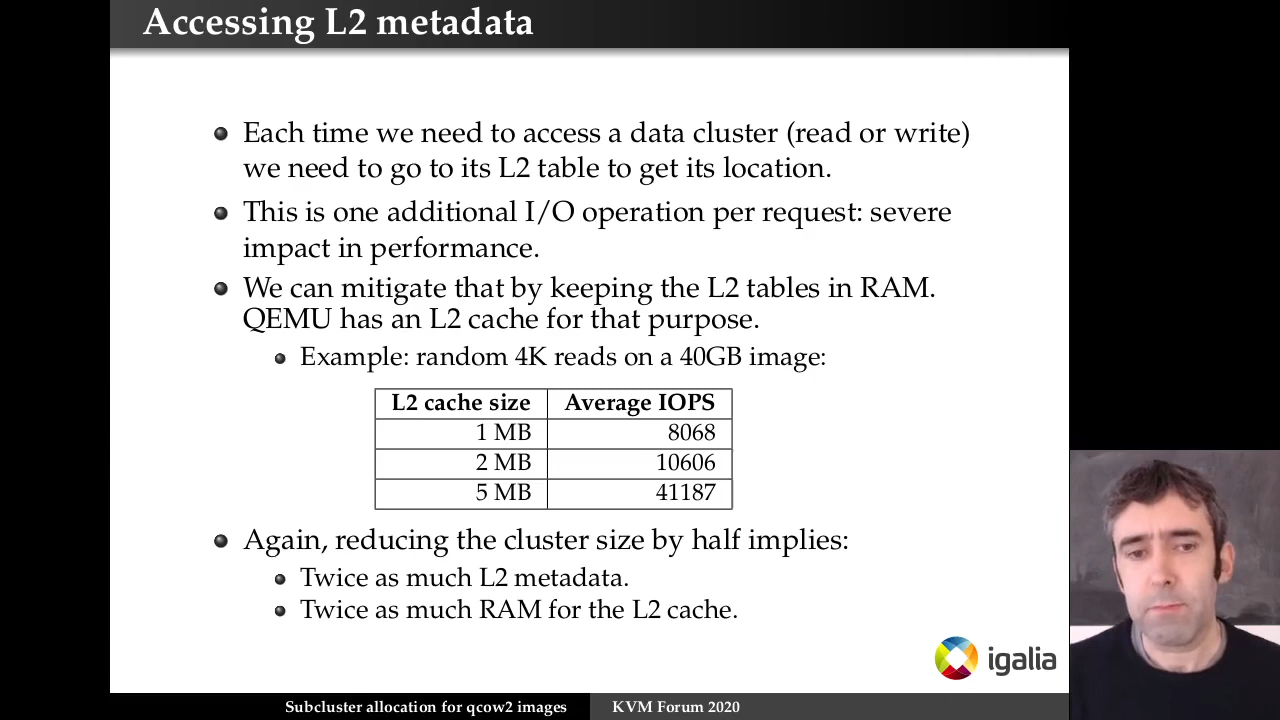 Accessing L2 metadata
Each time we need to access a data cluster (read or write)
we need to go to its L2 table to get its location.
This is one additional I/O operation per request: severe
impact in performance.
We can mitigate that by keeping the L2 tables in RAM.
QEMU has an L2 cache for that purpose.
Example: random 4K reads on a 40GB image:
L2 cache size Average IOPS
1 MB 8068
2 MB 10606
5 MB 41187
Again, reducing the cluster size by half implies:
Twice as much L2 metadata.
Twice as much RAM for the L2 cache.
igalia
Subcluster allocation for qcow2 images KVM Forum 2020